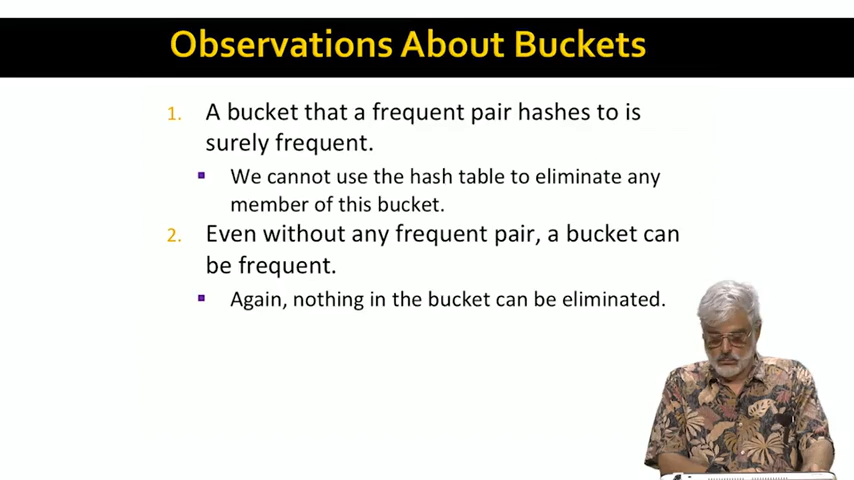 Observations About Buckets
1. A bucket that a frequent pair hashes to is
surely frequent.
▪ We cannot use the hash table to eliminate any
member of this bucket.
2. Even without any frequent pair, a bucket can
be frequent.
▪ Again, nothing in the bucket can be eliminated.